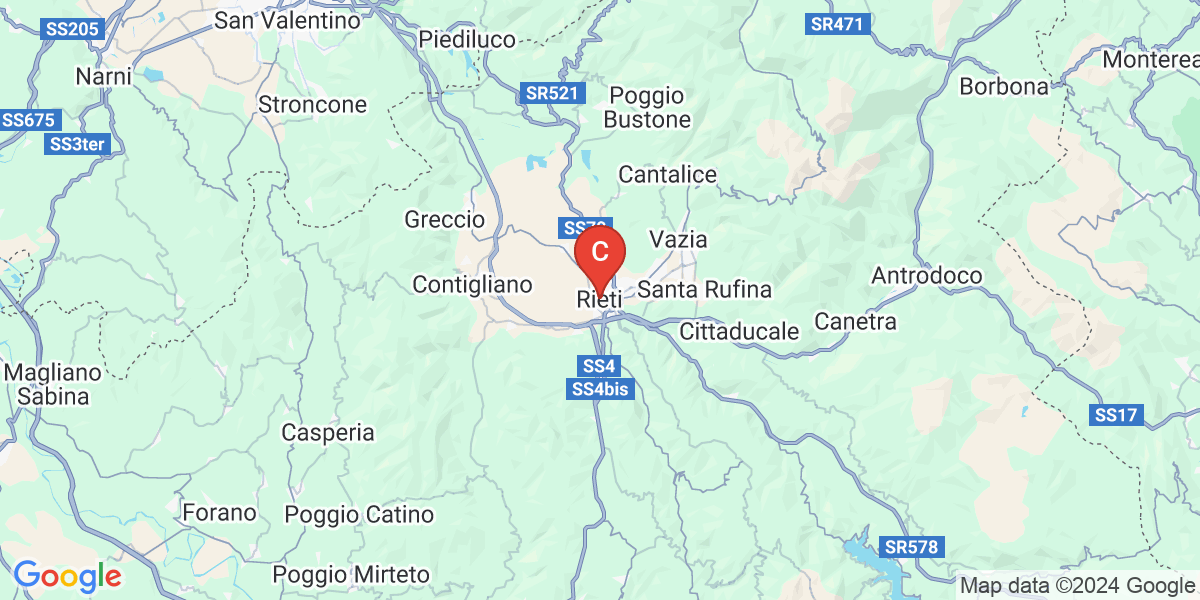 SS205
San Valentino
Piediluco
SR471
Narni
Monterea
Borbona
Stroncone
SR521
Poggio
Bustone
SS675
SS3ter
Cantalice
Greccio
C
Vazia
Contigliano
Rieti
Santa Rufina
Antrodoco
Canetra
Cittaducale
SS4
SS4bis
Magliano
Sabina
SS17
Casperia
Forano
Poggio Catino
SR578
Poggio Mirteto
Google
Map data ©2024 Google